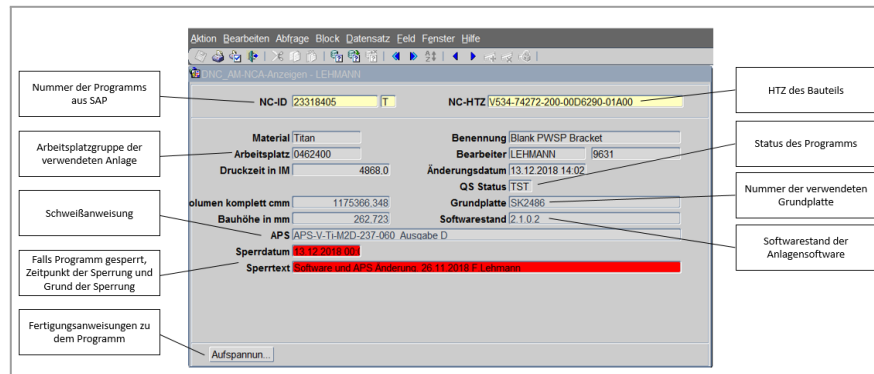 Aktion Bearbeiten Abfrage Block Datensatz Feld Fenster Hilfe
DNC_AM-NCA-Anzeigen - LEHMANN
Nummer der Programms
aus SAP
NC-ID 23318405 T NC-HTZ V534-74272-200-00D6290-01A00
HTZ des Bauteils
Arbeitsplatzgruppe der
verwendeten Anlage
Material Titan Benennung Blank PWSP Bracket
Arbeitsplatz 0462400 Bearbeiter LEHMANN 9631
Druckzeit in IM 4868.0 Änderungsdatum 13.12.2018 14:02
QS Status TST
Status des Programms
olumen komplett cmm 1175366.348 Grundplatte SK2486
Nummer der verwendeten
Grundplatte
Schweißanweisung
Bauhöhe in mm 262.723 Softwarestand 2.1.0.2
APS APS-V-Ti-M2D-237-060 Ausgabe D
Softwarestand der
Anlagensoftware
Falls Programm gesperrt,
Zeitpunkt der Sperrung und
Grund der Sperrung
Sperrdatum 13.12.2018 00:
Sperrtext Software und APS Änderung 26.11.2018 F.Lehmann
Fertigungsanweisungen zu
dem Programm
Aufspannun...